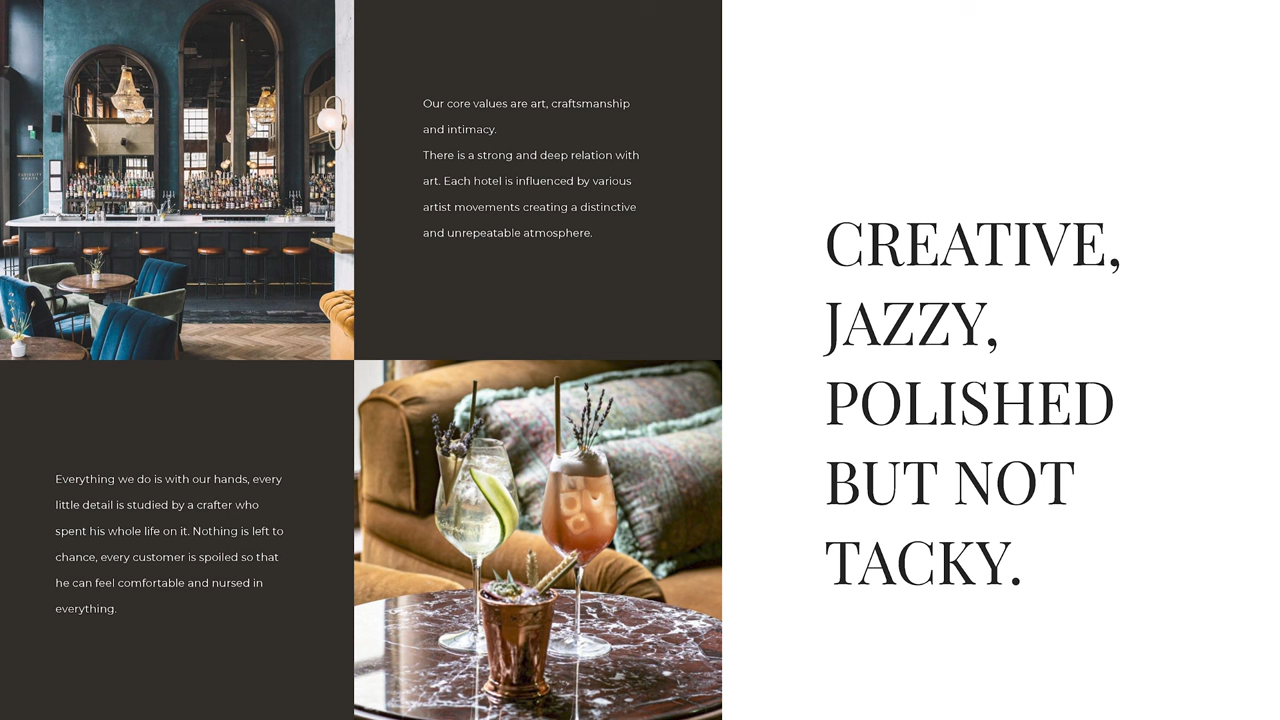 Our core values are art, craftsmanship
and intimacy.
There is a strong and deep relation with
art. Each hotel is influenced by various
artist movements creating a distinctive
and unrepeatable atmosphere.
Everything we do is with our hands, every
little detail is studied by a crafter who
spent his whole life on it. Nothing is left to
chance, every customer is spoiled so that
he can feel comfortable and nursed in
everything.
CREATIVE,
JAZZY,
POLISHED
BUT NOT
TACKY.